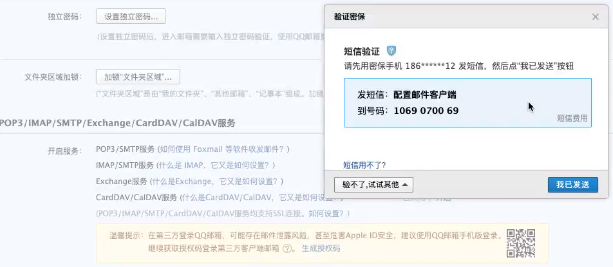 独立密码： 设置独立密码...
(设置独立密码后，进入邮箱需要输入独立密码验证，使用QQ邮
文件夹区域加锁： 加锁“文件夹区域”...
(“文件夹区域”是由“我的文件夹”、“其他邮箱”、“记事本”组成。加锁
POP3/IMAP/SMTP/Exchange/CardDAV/CalDAV服务
开启服务： POP3/SMTP服务 (如何使用 Foxmail 等软件收发邮件？)
IMAP/SMTP服务 (什么是 IMAP，它又是如何设置？)
Exchange服务 (什么是Exchange，它又是如何设置？)
CardDAV/CalDAV服务 (什么是CardDAV/CalDAV，它又是如何设置？)
(POP3/IMAP/SMTP/CardDAV/CalDAV服务均支持SSL连接。如何设置？)
温馨提示：在第三方登录QQ邮箱，可能存在邮件泄露风险，甚至危害Apple ID安全，建议使用QQ邮箱手机版登录。
继续获取授权码登录第三方客户端邮箱 ?。 生成授权码
验证密保
短信验证
请先用密保手机 186******12 发短信，然后点“我已发送”按钮
发短信：配置邮件客户端
到号码：1069 0700 69
短信费用
短信用不了？
验不了,试试其他
我已发送